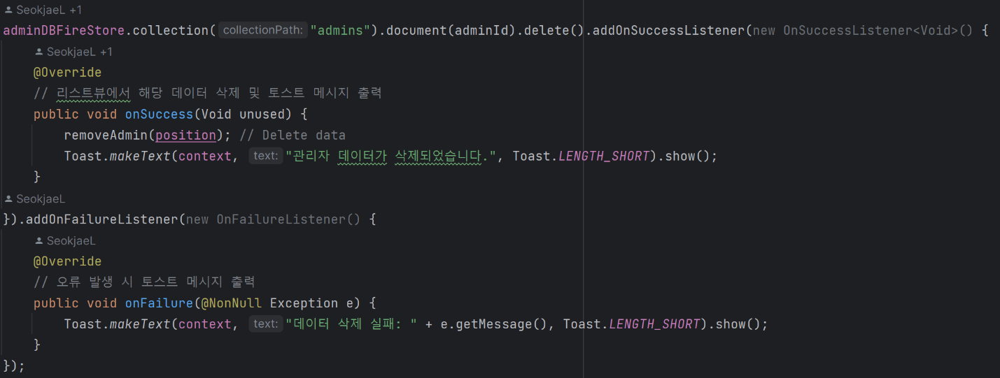 SeokjaeL +1
adminDBFireStore.collection( collectionPath: "admins").document(adminId).delete().addOnSuccessListener(new OnSuccessListener<Void>() {
SeokjaeL +1
@Override
// 리스트뷰에서 해당 데이터 삭제 및 토스트 메시지 출력
public void onSuccess(Void unused) {
removeAdmin(position); // Delete data
Toast.makeText(context, text: "관리자 데이터가 삭제되었습니다.", Toast.LENGTH_SHORT).show();
}
SeokjaeL
}).addOnFailureListener(new OnFailureListener() {
SeokjaeL
@Override
// 오류 발생 시 토스트 메시지 출력
public void onFailure(@NonNull Exception e) {
Toast.makeText(context, text: "데이터 삭제 실패: " + e.getMessage(), Toast.LENGTH_SHORT).show();
}
});